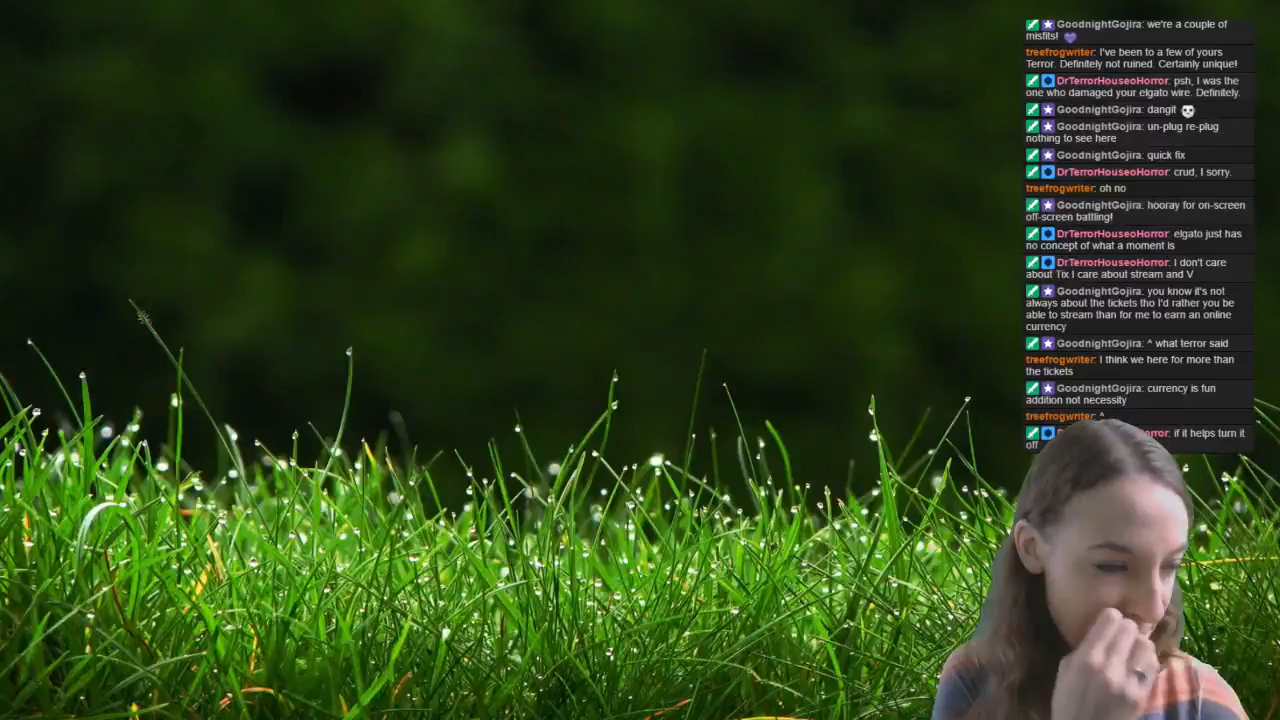 GoodnightGojira: we're a couple of
misfits!
treefrogwriter: I've been to a few of yours
Terror. Definitely not ruined. Certainly unique!
DrTerrorHouseoHorror: psh, I was the
one who damaged your elgato wire. Definitely.
GoodnightGojira: dangit
GoodnightGojira: un-plug re-plug
nothing to see here
GoodnightGojira: quick fix
DrTerrorHouseoHorror: crud, I sorry.
treefrogwriter: oh no
GoodnightGojira: hooray for on-screen
off-screen battling!
DrTerrorHouseoHorror: elgato just has
no concept of what a moment is
DrTerrorHouseoHorror: I don't care
about Tix I care about stream and V
GoodnightGojira: you know it's not
always about the tickets tho I'd rather you be
able to stream than for me to earn an online
currency
GoodnightGojira: ^ what terror said
treefrogwriter: I think we here for more than
the tickets
GoodnightGojira: currency is fun
addition not necessity
treefrogwriter: ^
if it helps turn it
off